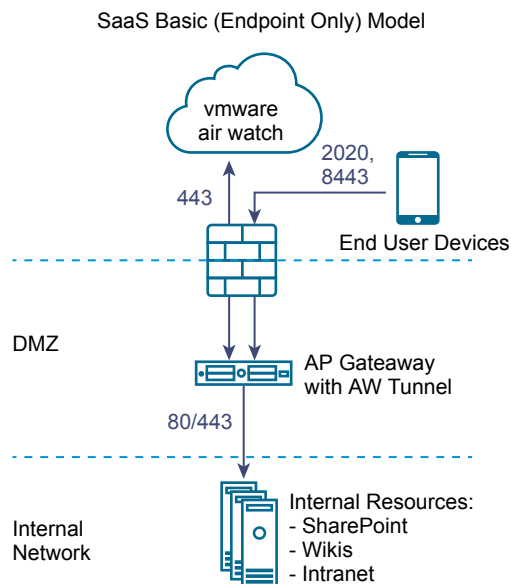 SaaS Basic (Endpoint Only) Model
vmware
air watch
2020,
8443
443
End User Devices
DMZ
AP Gateaway
with AW Tunnel
80/443
Internal Resources:
- SharePoint
- Wikis
- Intranet
Internal
Network